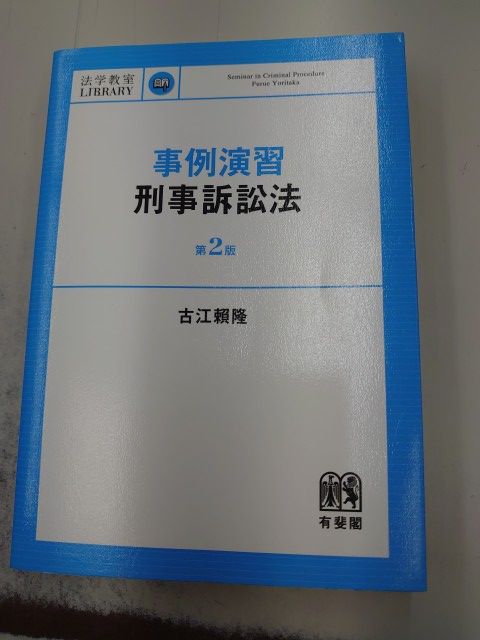 法学教室
LIBRARY
Seminar in Criminal Procedure
Furue Yoritaka
事例演習
刑事訴訟法
第2版
古江賴隆
有斐閣